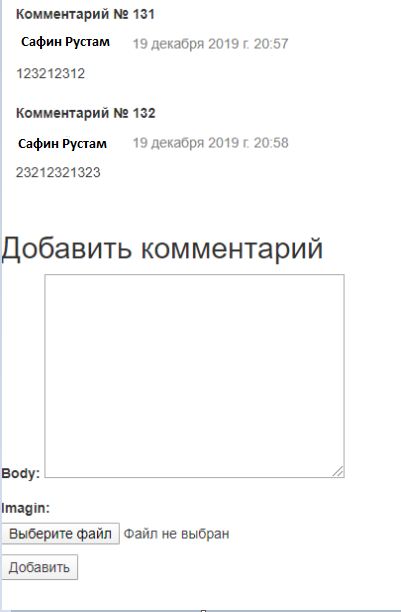 Комментарий № 131
Сафин Рустам 19 декабря 2019 г. 20:57
123212312
Комментарий № 132
Сафин Рустам 19 декабря 2019 г. 20:58
23212321323
Добавить комментарий
Body:
Imagin:
Выберите файл Файл не выбран
Добавить